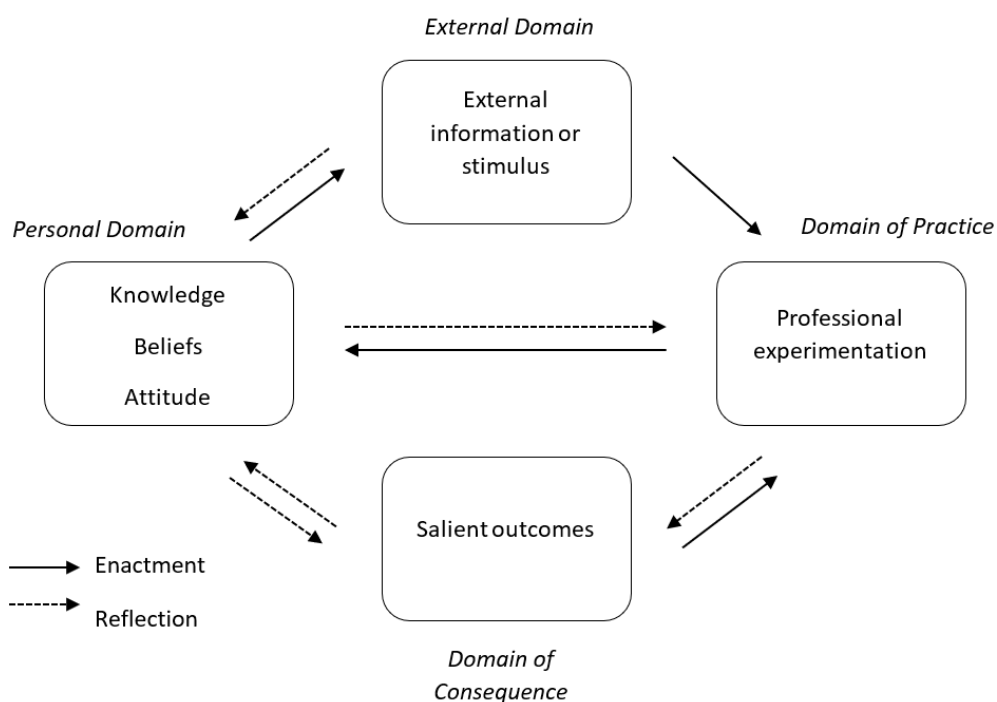 External Domain
External
information or
stimulus
Personal Domain
Domain of Practice
Knowledge
Beliefs
Attitude
Professional
experimentation
Salient outcomes
Enactment
Reflection
Domain of
Consequence